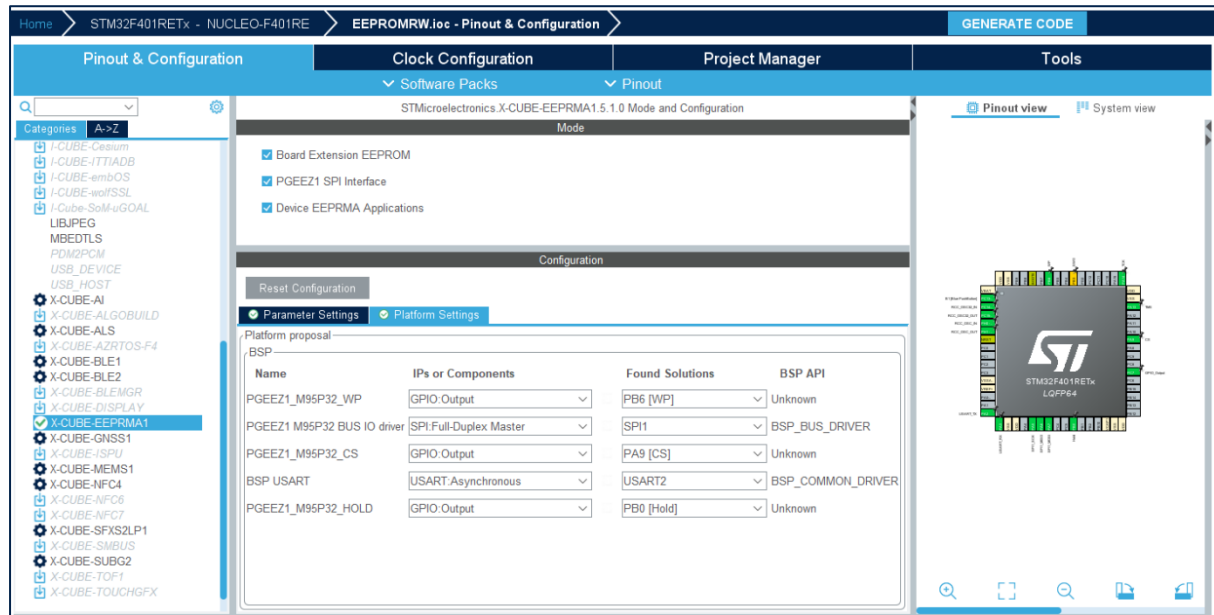 Home STM32F401RETx - NUCLEO-F401RE EEPROMRW.ioc - Pinout & Configuration GENERATE CODE
Pinout & Configuration Clock Configuration Project Manager Tools
Software Packs Pinout
STMicroelectronics.X-CUBE-EEPRMA1.5.1.0 Mode and Configuration
Categories A->Z
I-CUBE-Cesium
I-CUBE-ITTIADB
I-CUBE-embOS
I-CUBE-wolfSSL
I-Cube-SoM-uGOAL
LIBJPEG
MBEDTLS
PDM2PCM
USB_DEVICE
USB_HOST
X-CUBE-AI
X-CUBE-ALGOBUILD
X-CUBE-ALS
X-CUBE-AZRTOS-F4
X-CUBE-BLE1
X-CUBE-BLE2
X-CUBE-BLEMGR
X-CUBE-DISPLAY
X-CUBE-EEPRMA1
X-CUBE-GNSS1
X-CUBE-ISPU
X-CUBE-MEMS1
X-CUBE-NFC4
X-CUBE-NFC6
X-CUBE-NFC7
X-CUBE-SFXS2LP1
X-CUBE-SMBUS
X-CUBE-SUBG2
X-CUBE-TOF1
X-CUBE-TOUCHGFX
Mode
Board Extension EEPROM
PGEEZ1 SPI Interface
Device EEPRMA Applications
Configuration
Reset Configuration
Parameter Settings Platform Settings
Platform proposal
BSP
Name IPs or Components Found Solutions BSP API
PGEEZ1_M95P32_WP GPIO:Output PB6 [WP] Unknown
PGEEZ1 M95P32 BUS IO driver SPI:Full-Duplex Master SPI1 BSP_BUS_DRIVER
PGEEZ1_M95P32_CS GPIO:Output PA9 [CS] Unknown
BSP USART USART:Asynchronous USART2 BSP_COMMON_DRIVER
PGEEZ1_M95P32_HOLD GPIO:Output PB0 [Hold] Unknown
Pinout view System view
STM32F401RETx
LQFP64